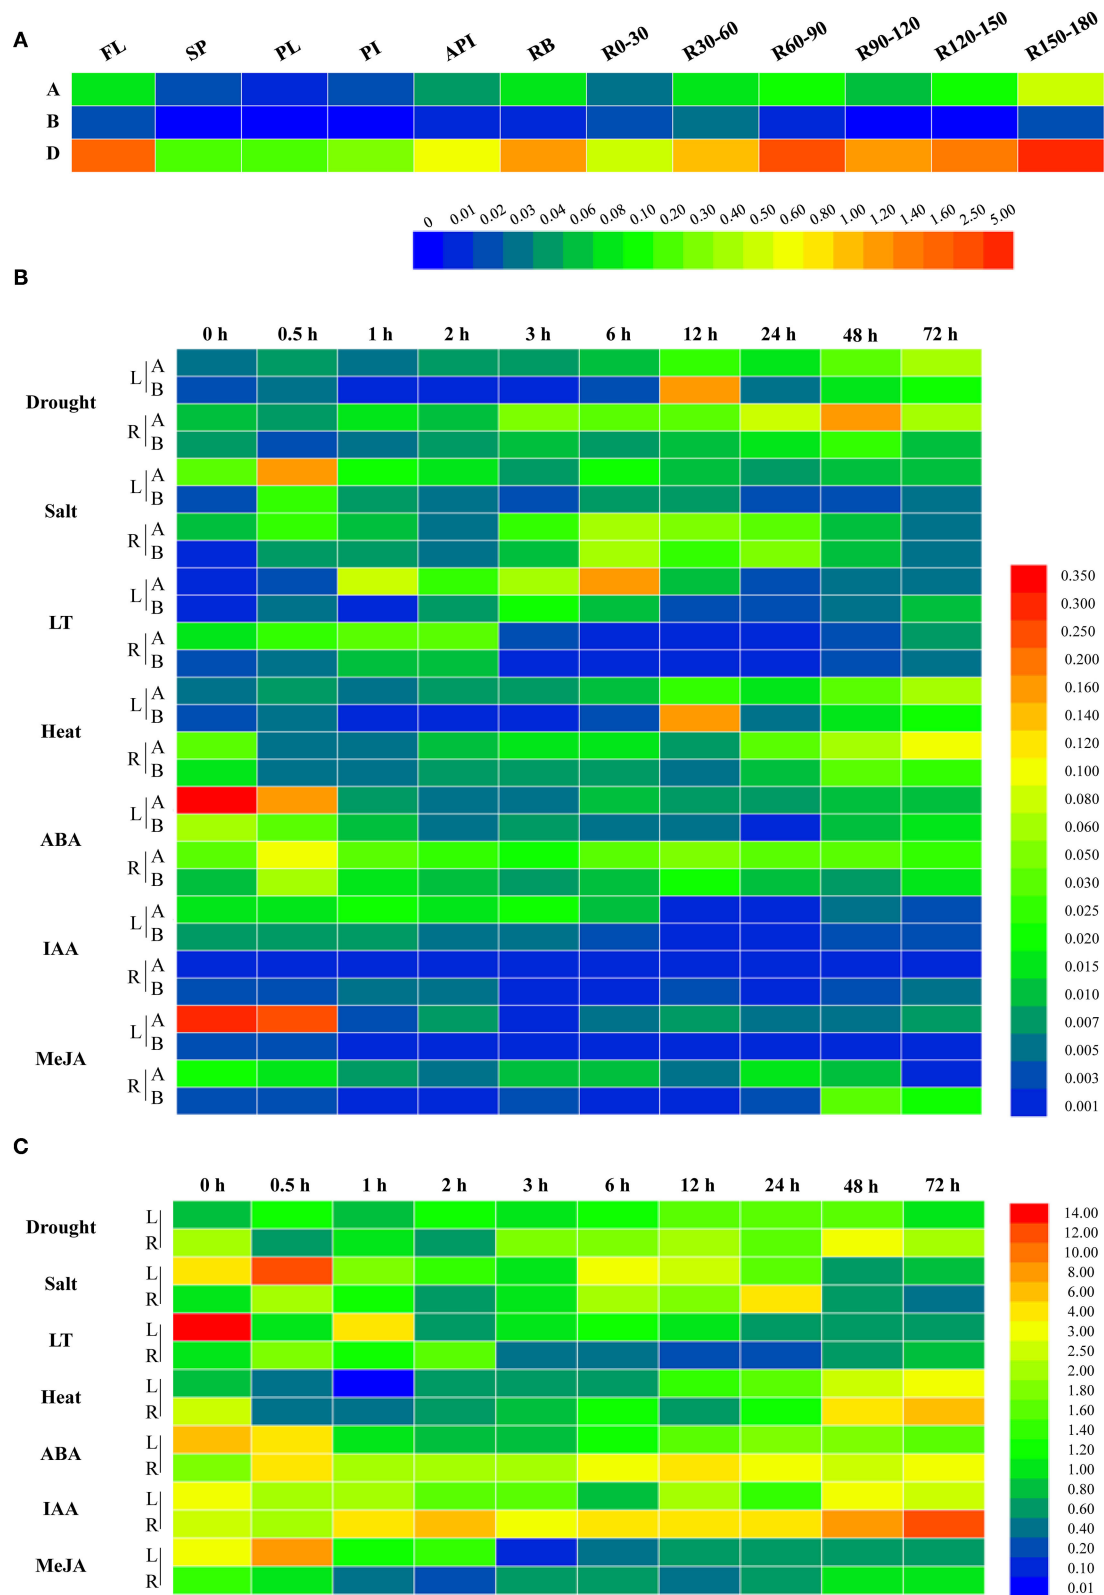 A
FL SP PL PI API RB R0-30 R30-60 R60-90 R90-120 R120-150 R150-180
A
B
D
0 0.01 0.02 0.03 0.04 0.06 0.08 0.10 0.20 0.30 0.40 0.50 0.60 0.80 1.00 1.20 1.40 1.60 2.50 5.00
B
0 h 0.5 h 1 h 2 h 3 h 6 h 12 h 24 h 48 h 72 h
Drought
L A
B
R A
B
Salt
L A
B
R A
B
LT
L A
B
R A
B
Heat
L A
B
R A
B
ABA
L A
B
R A
B
IAA
L A
B
R A
B
MeJA
L A
B
R A
B
0.350
0.300
0.250
0.200
0.160
0.140
0.120
0.100
0.080
0.060
0.050
0.030
0.025
0.020
0.015
0.010
0.007
0.005
0.003
0.001
C
0 h 0.5 h 1 h 2 h 3 h 6 h 12 h 24 h 48 h 72 h
Drought
L
R
Salt
L
R
LT
L
R
Heat
L
R
ABA
L
R
IAA
L
R
MeJA
L
R
14.00
12.00
10.00
8.00
6.00
4.00
3.00
2.50
2.00
1.80
1.60
1.40
1.20
1.00
0.80
0.60
0.40
0.20
0.10
0.01